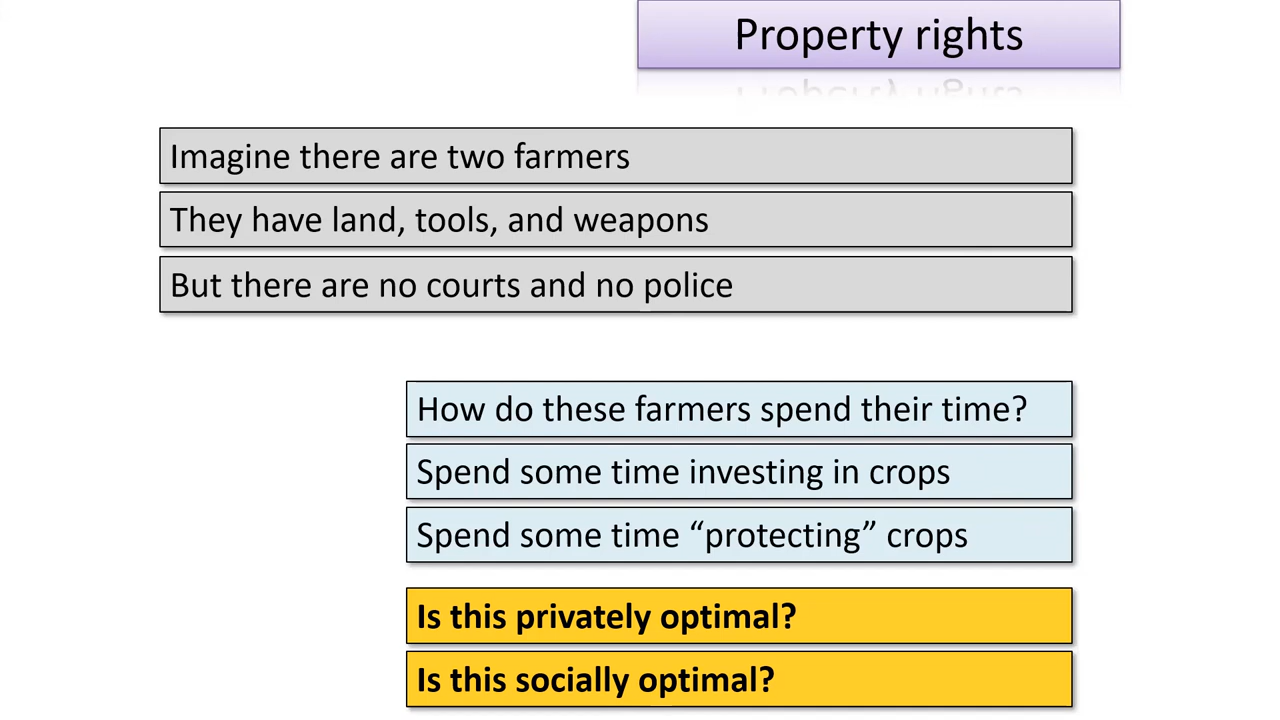 Property rights
Imagine there are two farmers
They have land, tools, and weapons
But there are no courts and no police
How do these farmers spend their time?
Spend some time investing in crops
Spend some time “protecting” crops
Is this privately optimal?
Is this socially optimal?